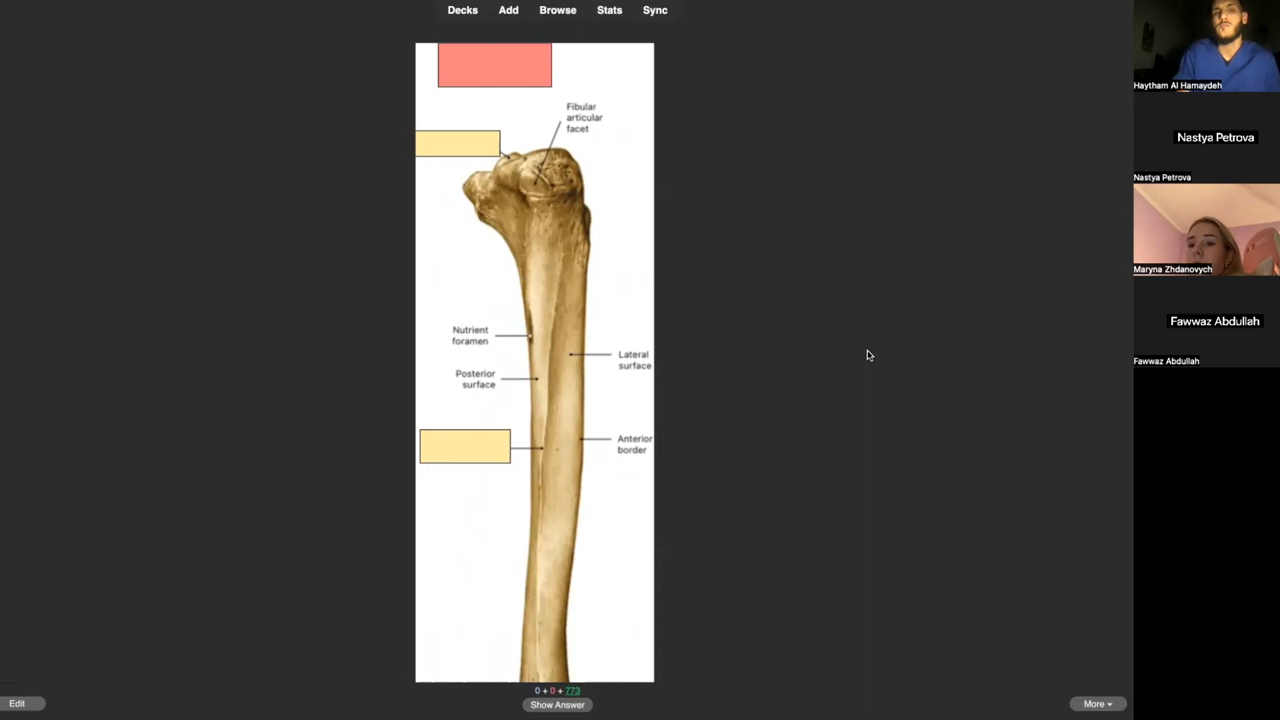 Decks Add Browse Stats Sync
Haytham Al Hamaydeh
Nastya Petrova
Nastya Petrova
Maryna Zhdanovych
Fawwaz Abdullah
Fawwaz Abdullah
Fibular
articular
facet
Nutrient
foramen
Lateral
surface
Posterior
surface
Anterior
border
0 + 0 + 773
Edit
Show Answer
More